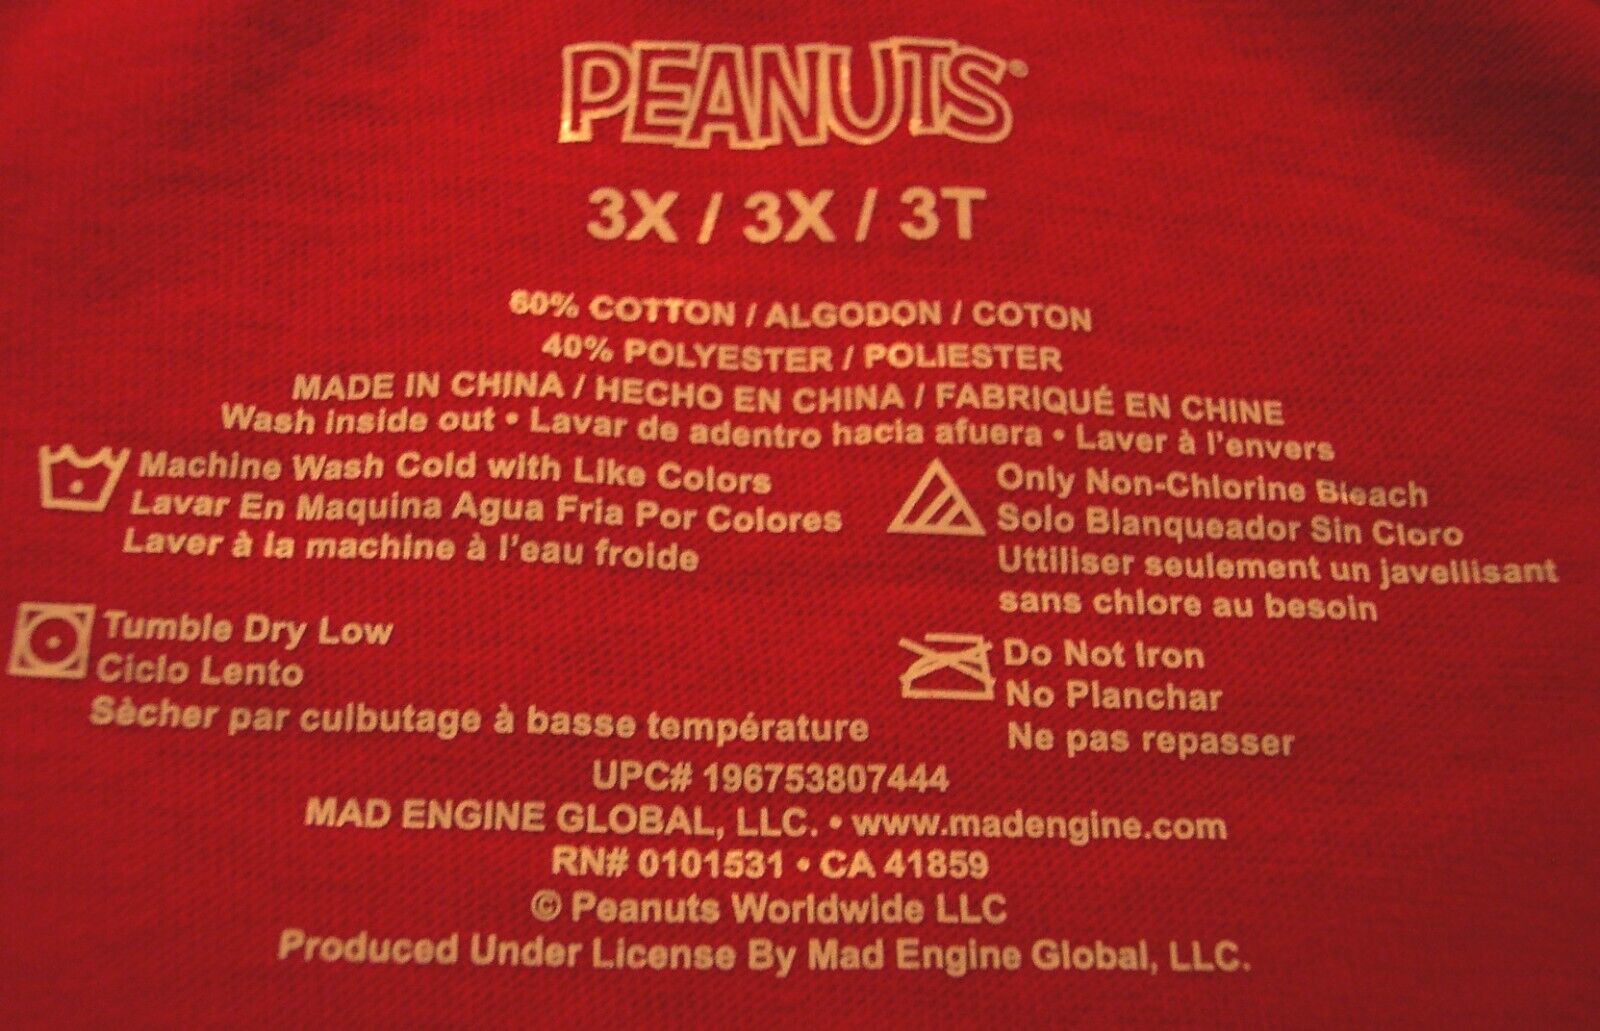 PEANUTS
3X / 3X / 3T
60% COTTON / ALGODON / COTON
40% POLYESTER / POLIESTER
MADE IN CHINA / HECHO EN CHINA / FABRIQUÉ EN CHINE
Wash inside out • Lavar de adentro hacia afuera • Laver à l'envers
Machine Wash Cold with Like Colors
Lavar En Maquina Agua Fria Por Colores
Laver à la machine à l'eau froide
Only Non-Chlorine Bleach
Solo Blanqueador Sin Cloro
Uttiliser seulement un javellisant
sans chlore au besoin
Tumble Dry Low
Ciclo Lento
Sècher par culbutage à basse température
Do Not Iron
No Planchar
Ne pas repasser
UPC# 196753807444
MAD ENGINE GLOBAL, LLC. • www.madengine.com
RN# 0101531 • CA 41859
© Peanuts Worldwide LLC
Produced Under License By Mad Engine Global, LLC.